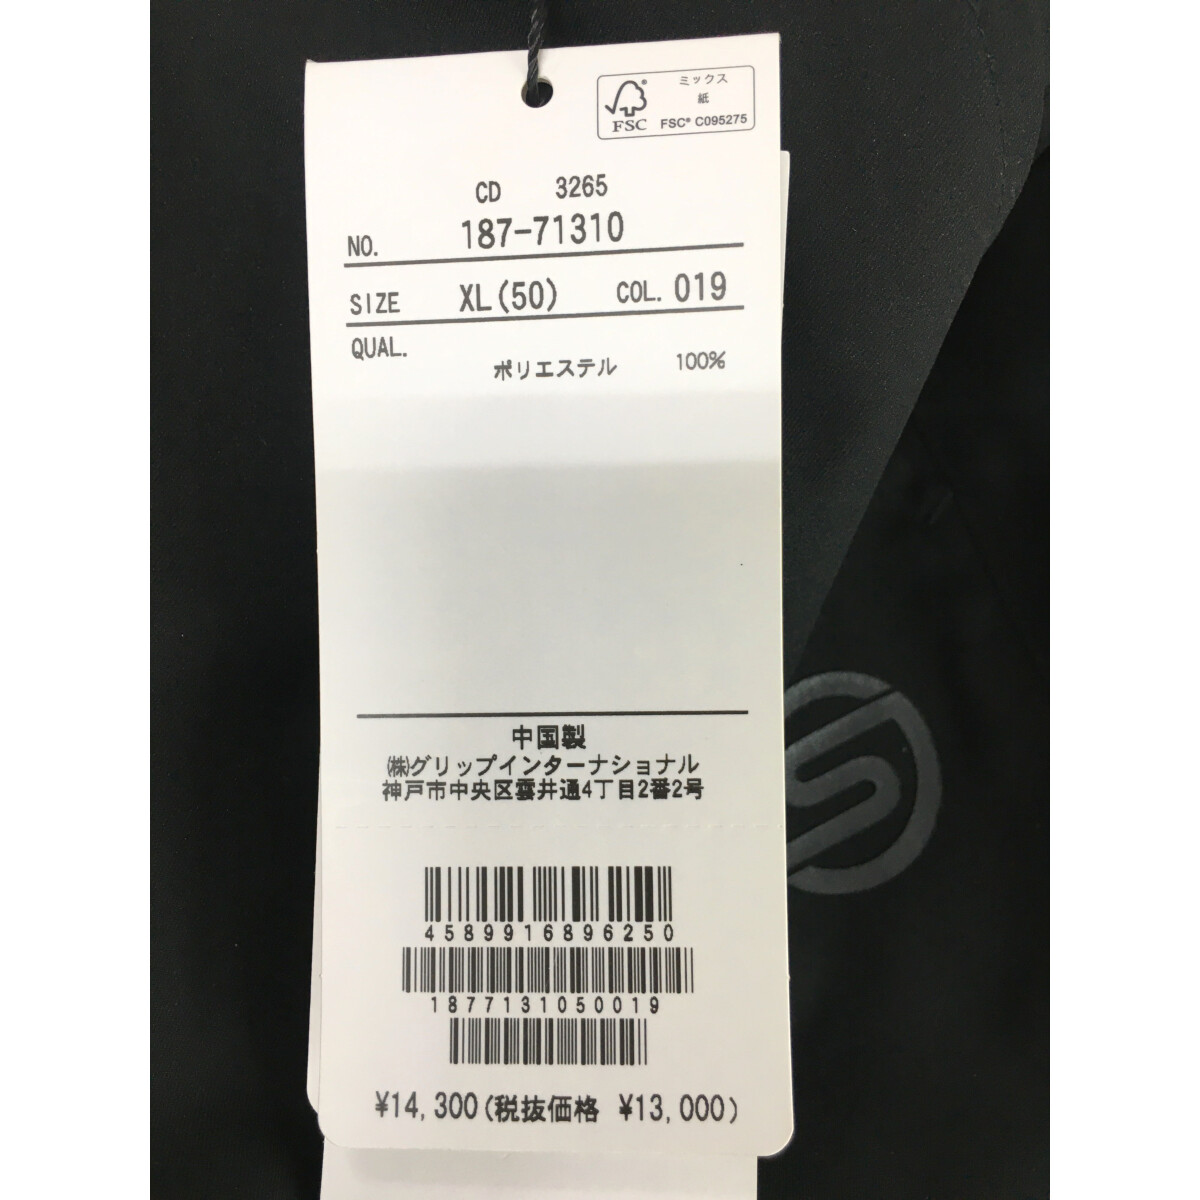 ミックス
紙
FSC® C095275
FSC
CD 3265
NO. 187-71310
SIZE XL(50) COL. 019
QUAL.
ポリエステル 100%
中国製
㈱グリップインターナショナル
神戸市中央区雲井通4丁目2番2号
4589916896250
1877131050019
¥14,300(税抜価格 ¥13,000)